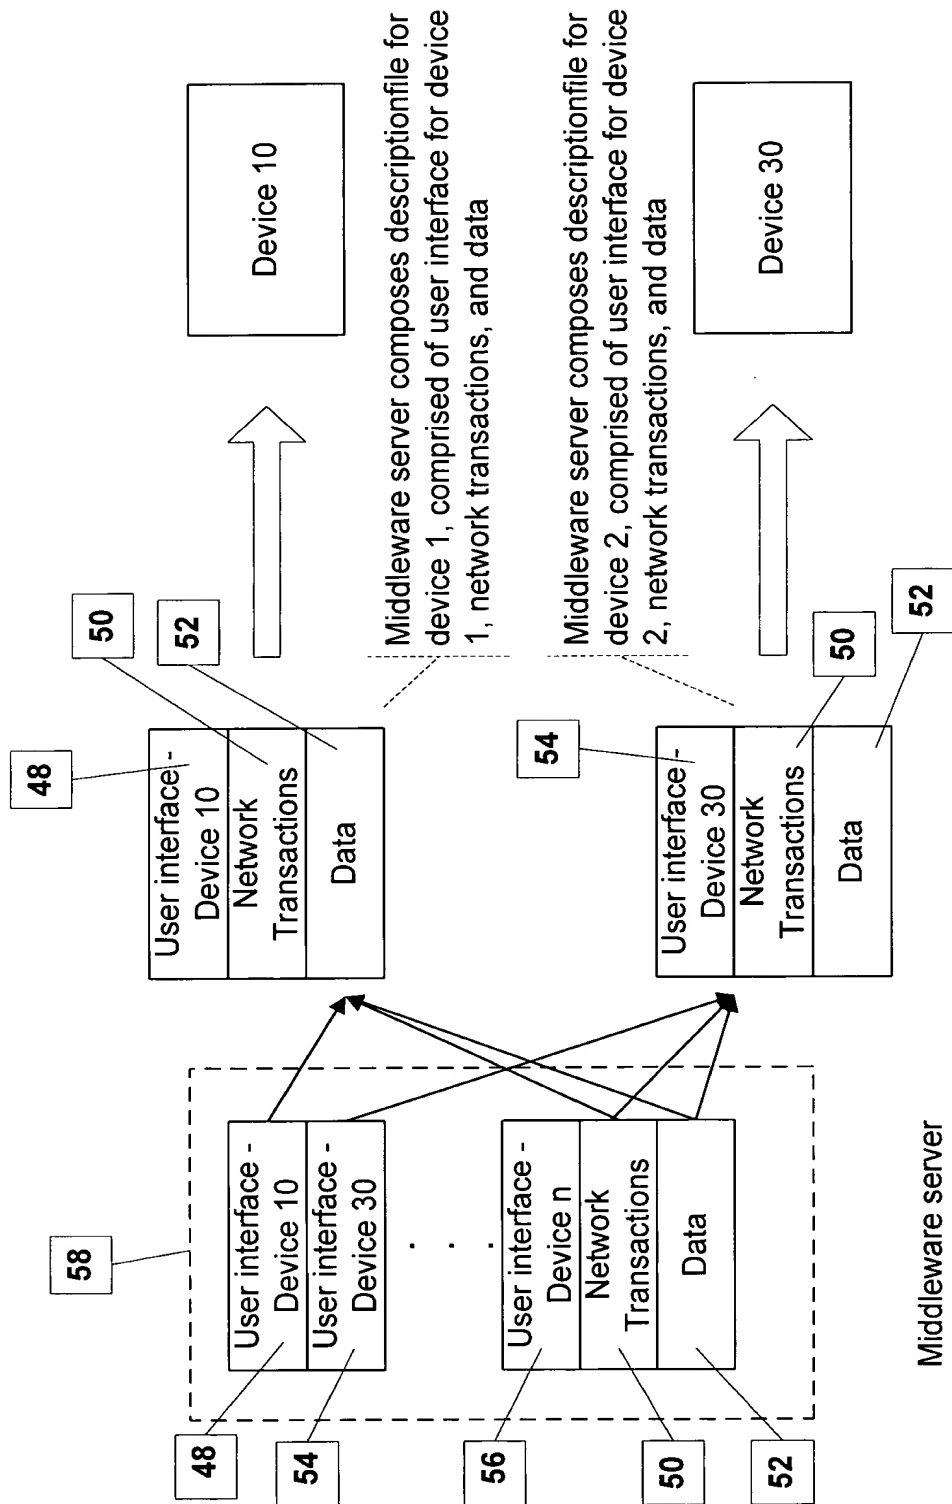 58
48
User interface -
Device 10
54
User interface -
Device 30
. . .
56
User interface -
Device n
50
Network
Transactions
52
Data
Middleware server
48
User interface -
Device 10
50
Network
Transactions
52
Data
Device 10
Middleware server composes descriptionfile for
device 1, comprised of user interface for device
1, network transactions, and data
54
User interface -
Device 30
50
Network
Transactions
52
Data
Device 30
Middleware server composes descriptionfile for
device 2, comprised of user interface for device
2, network transactions, and data